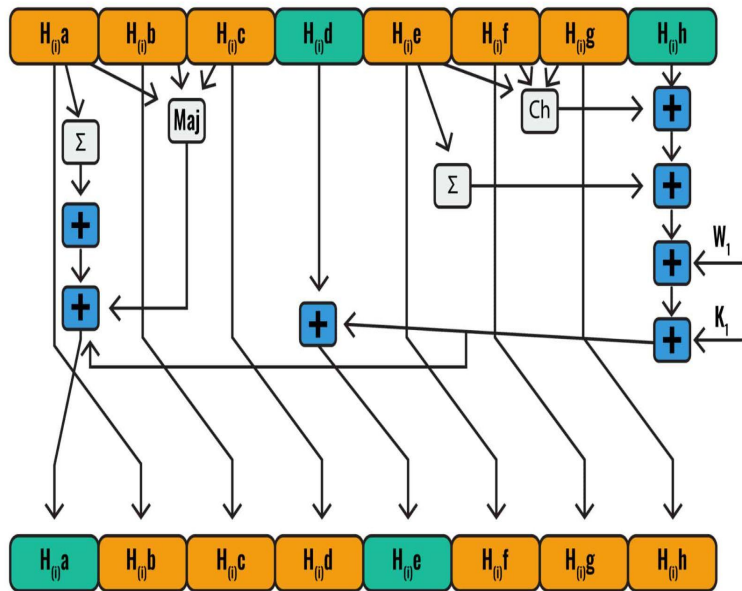 H(i)a H(i)b H(i)c H(i)d H(i)e H(i)f H(i)g H(i)h
Maj
Ch
+
Σ
Σ
+
+
W1
+
K1
+
+
+
H(i)a H(i)b H(i)c H(i)d H(i)e H(i)f H(i)g H(i)h